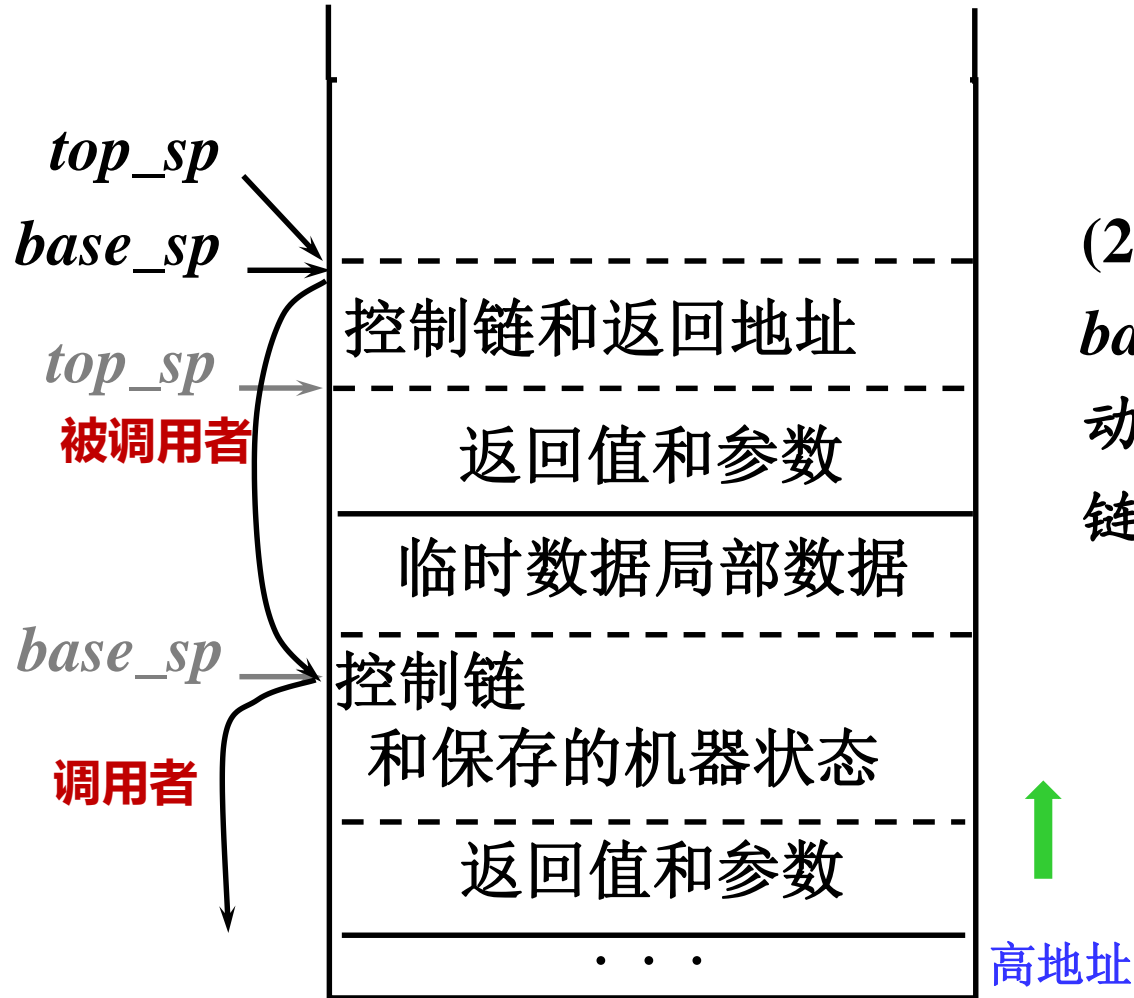 top_sp
base_sp
控制链和返回地址
top_sp
被调用者
返回值和参数
临时数据局部数据
base_sp
控制链
和保存的机器状态
调用者
返回值和参数
. . .
高地址
(2
ba
动
链